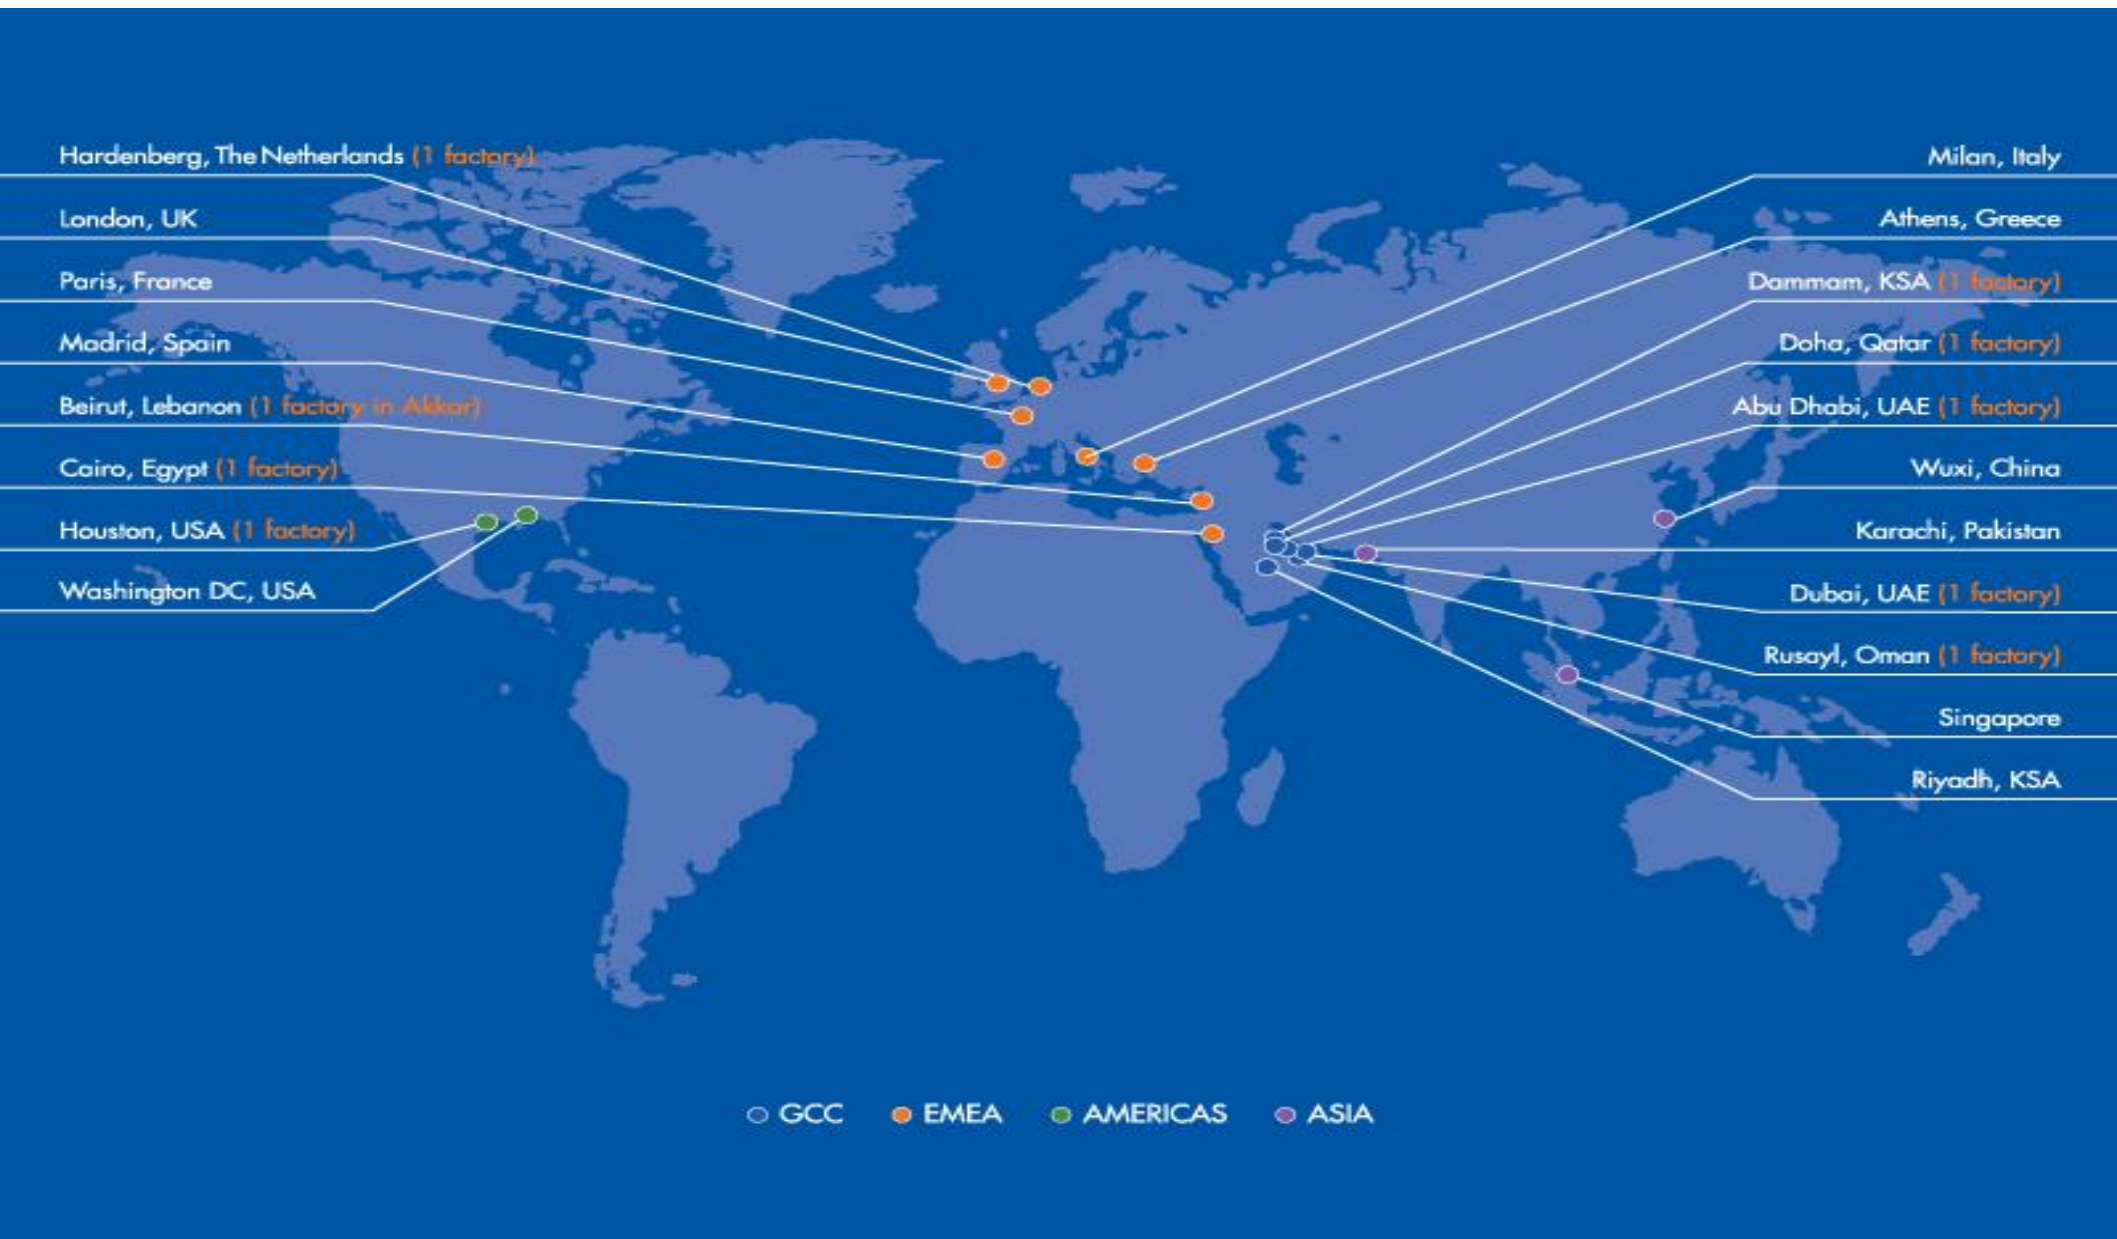 Hardenberg, The Netherlands (1 factory)
London, UK
Paris, France
Madrid, Spain
Beirut, Lebanon (1 factory in Akkar)
Cairo, Egypt (1 factory)
Houston, USA (1 factory)
Washington DC, USA
Milan, Italy
Athens, Greece
Dammam, KSA (1 factory)
Doha, Qatar (1 factory)
Abu Dhabi, UAE (1 factory)
Wuxi, China
Karachi, Pakistan
Dubai, UAE (1 factory)
Rusayl, Oman (1 factory)
Singapore
Riyadh, KSA
GCC EMEA AMERICAS ASIA